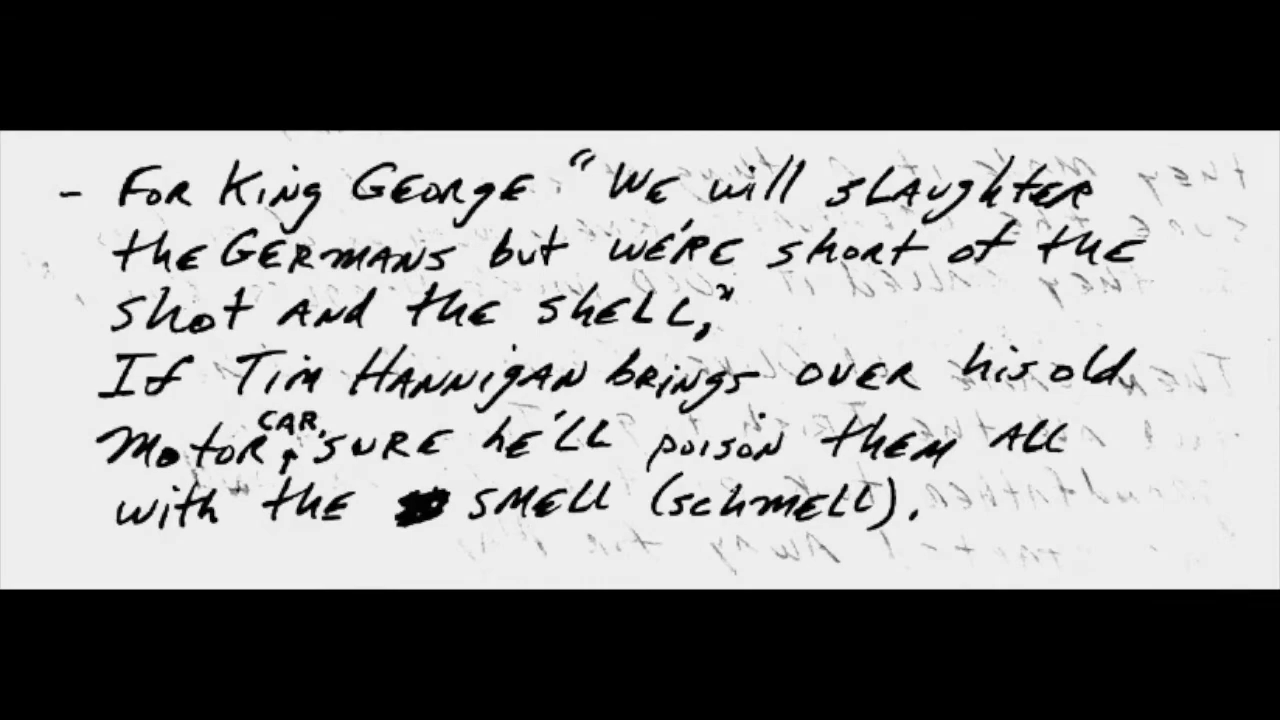 - For King George "We will slaughter
the Germans but we're short of the
shot and the shell,"
If Tim Hannigan brings over his old
Motor car, sure he'll poison them all
with the smell (schmell).